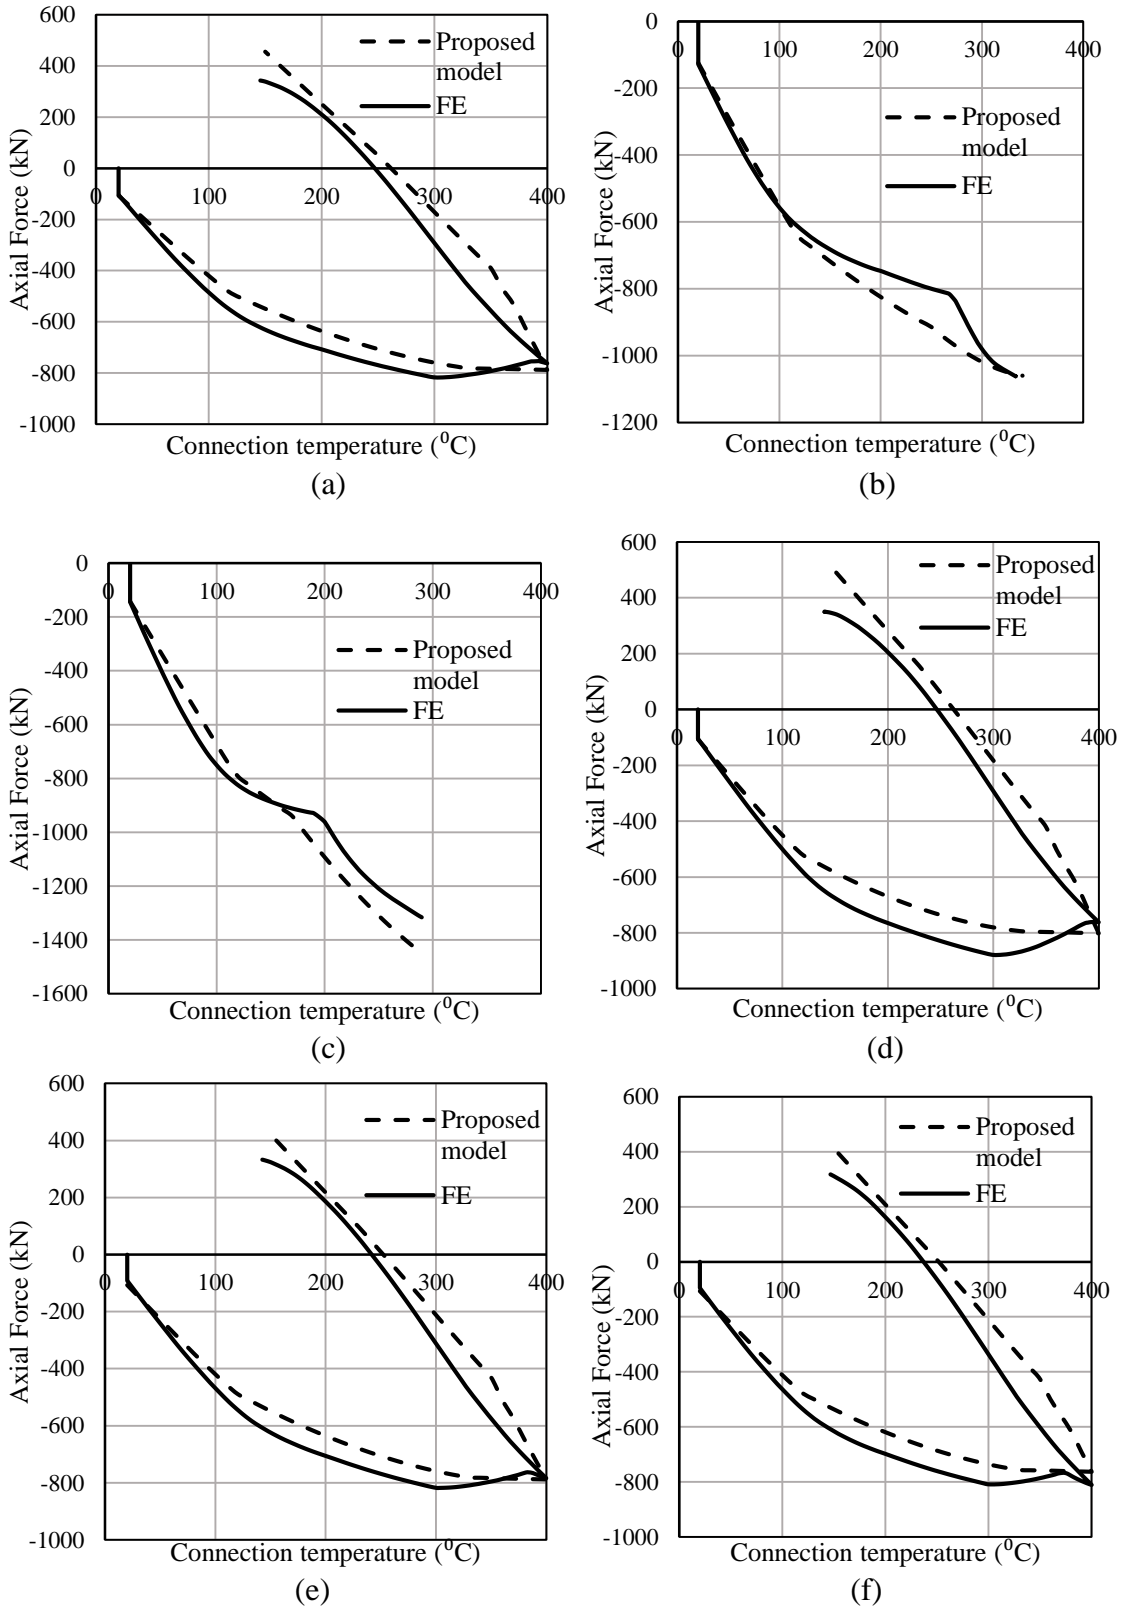 600
400
200
0
-200
-400
-600
-800
-1000
0
100
200
300
400
Axial Force (kN)
Connection temperature (⁰C)
Proposed
model
FE
(a)
0
-200
-400
-600
-800
-1000
-1200
0
100
200
300
400
Axial Force (kN)
Connection temperature (⁰C)
Proposed
model
FE
(b)
0
-200
-400
-600
-800
-1000
-1200
-1400
-1600
0
100
200
300
400
Axial Force (kN)
Connection temperature (⁰C)
Proposed
model
FE
(c)
600
400
200
0
-200
-400
-600
-800
-1000
0
100
200
300
400
Axial Force (kN)
Connection temperature (⁰C)
Proposed
model
FE
(d)
600
400
200
0
-200
-400
-600
-800
-1000
0
100
200
300
400
Axial Force (kN)
Connection temperature (⁰C)
Proposed
model
FE
(e)
600
400
200
0
-200
-400
-600
-800
-1000
0
100
200
300
400
Axial Force (kN)
Connection temperature (⁰C)
Proposed
model
FE
(f)